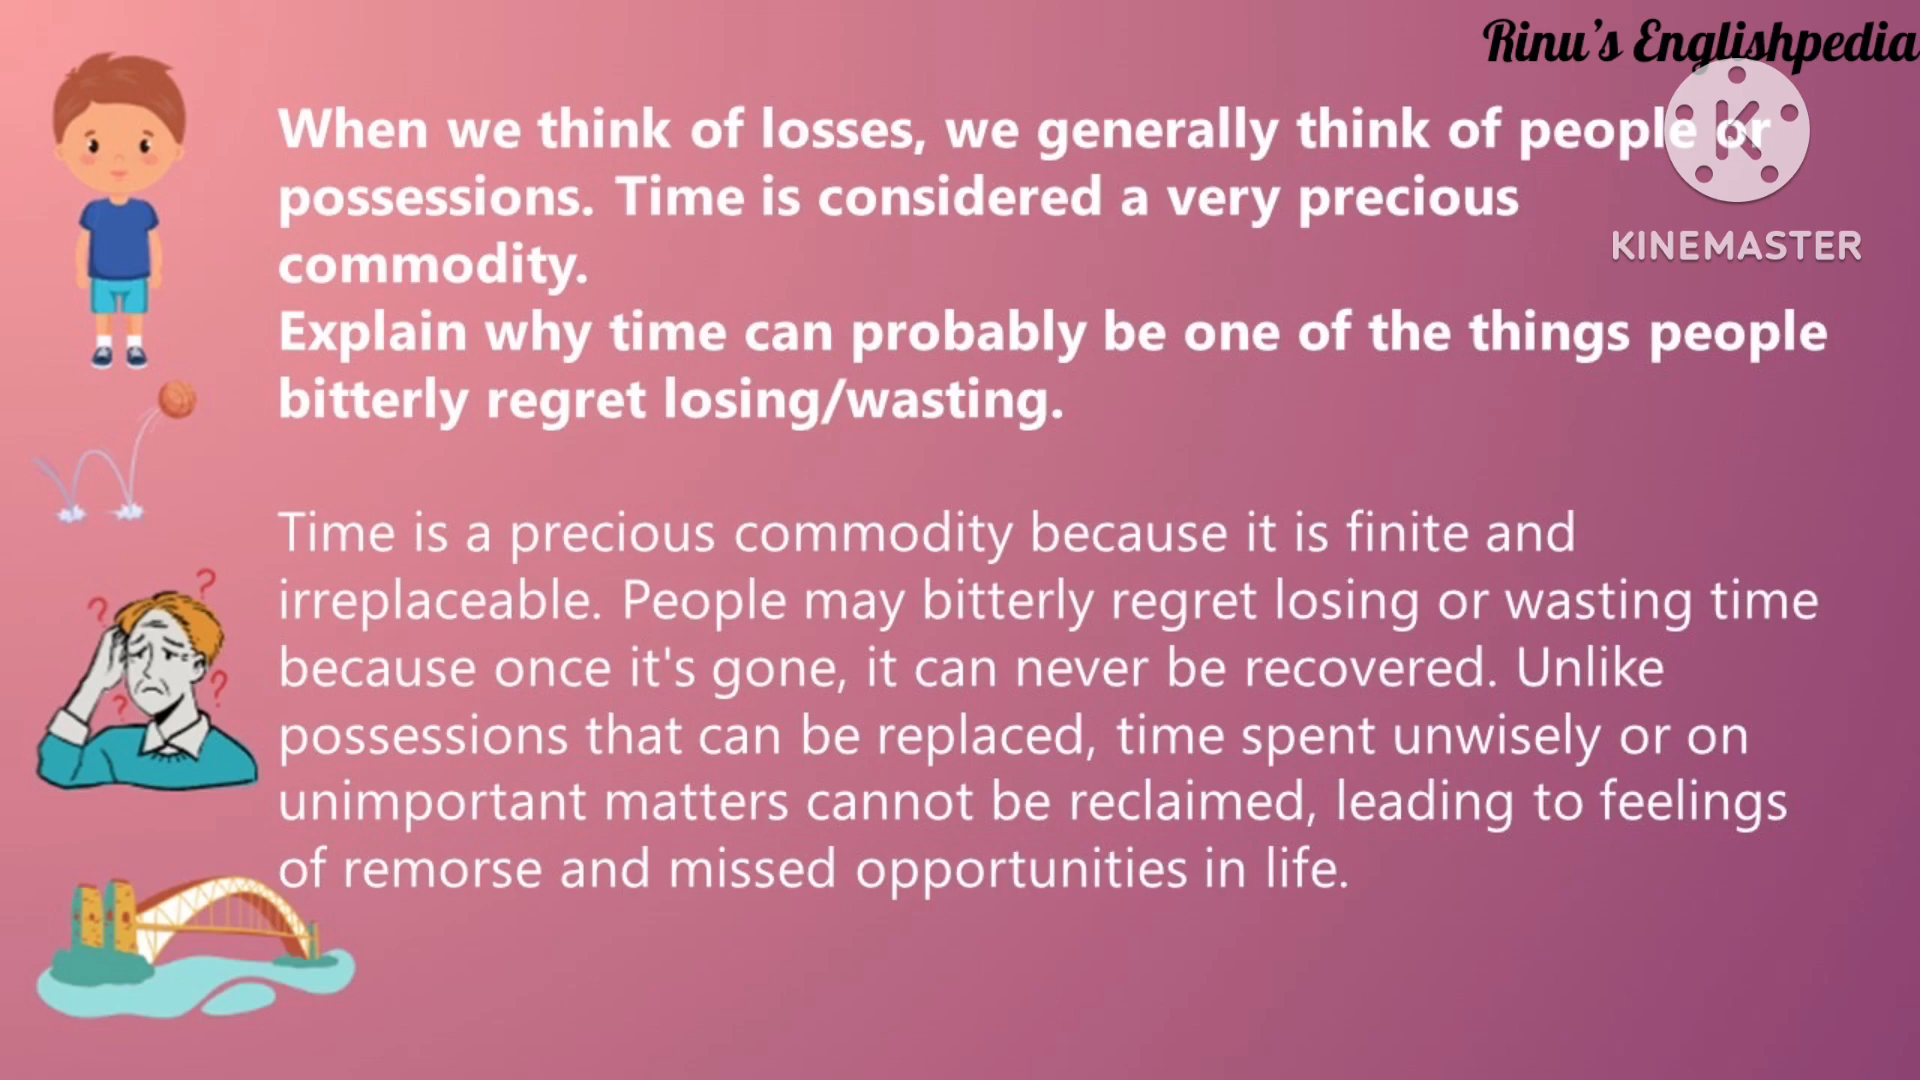 Rinu's Englishpedia
When we think of losses, we generally think of people or
possessions. Time is considered a very precious
commodity.
KINEMASTER
Explain why time can probably be one of the things people
bitterly regret losing/wasting.
Time is a precious commodity because it is finite and
irreplaceable. People may bitterly regret losing or wasting time
because once it's gone, it can never be recovered. Unlike
possessions that can be replaced, time spent unwisely or on
unimportant matters cannot be reclaimed, leading to feelings
of remorse and missed opportunities in life.